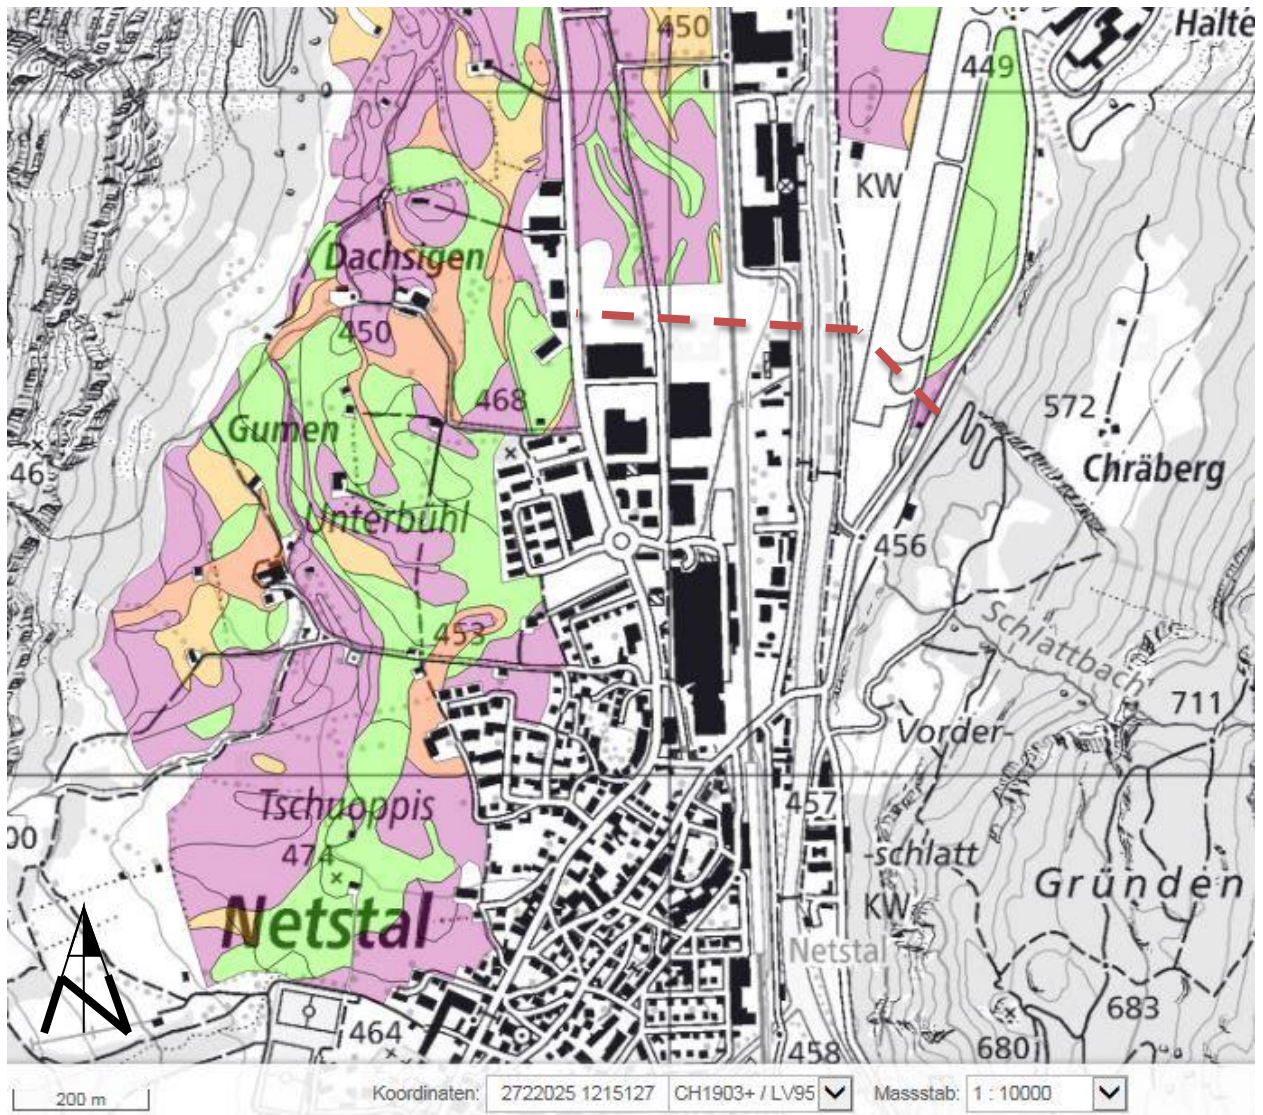 450
Halte
449
KW
Dachsigen
450
468
572
Gumen
Chräberg
46
Unterbühl
456
Schlattbach
453
711
Vorder-
457
Tschuoppis
00
474
-schlatt
Gründen
KW
Netstal
Netstal
683
464
458
680
200 m
Koordinaten: 2722025 1215127 CH1903+ / LV95 Massstab: 1 : 10000